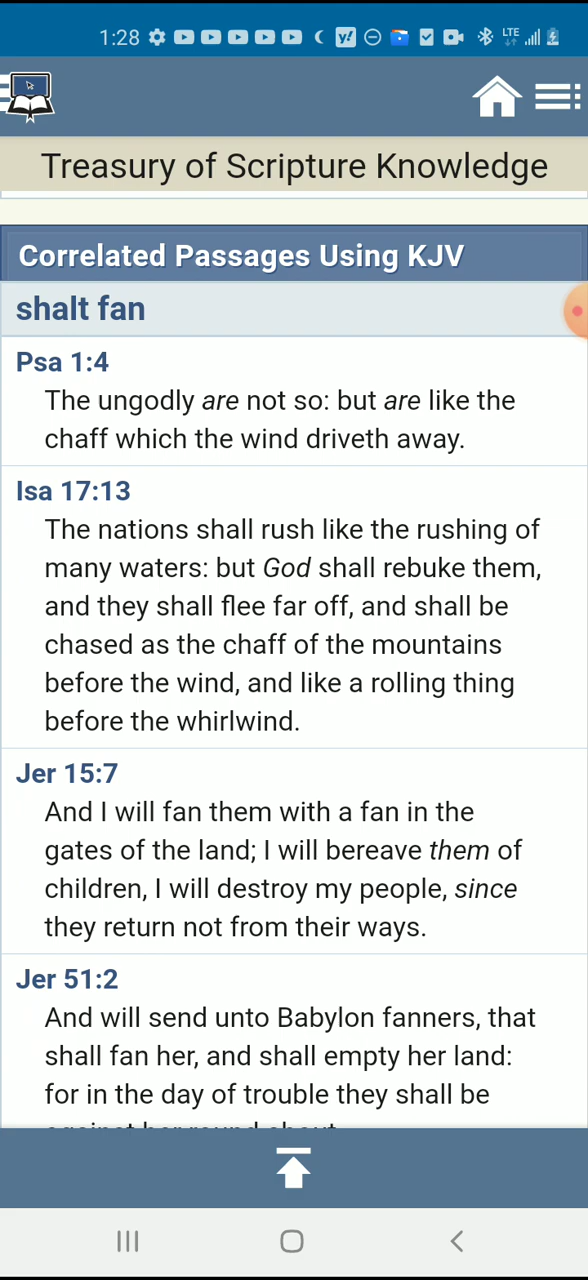 1:28
y!
LTE
Treasury of Scripture Knowledge
Correlated Passages Using KJV
shalt fan
Psa 1:4
The ungodly are not so: but are like the
chaff which the wind driveth away.
Isa 17:13
The nations shall rush like the rushing of
many waters: but God shall rebuke them,
and they shall flee far off, and shall be
chased as the chaff of the mountains
before the wind, and like a rolling thing
before the whirlwind.
Jer 15:7
And I will fan them with a fan in the
gates of the land; I will bereave them of
children, I will destroy my people, since
they return not from their ways.
Jer 51:2
And will send unto Babylon fanners, that
shall fan her, and shall empty her land:
for in the day of trouble they shall be
against her round about.